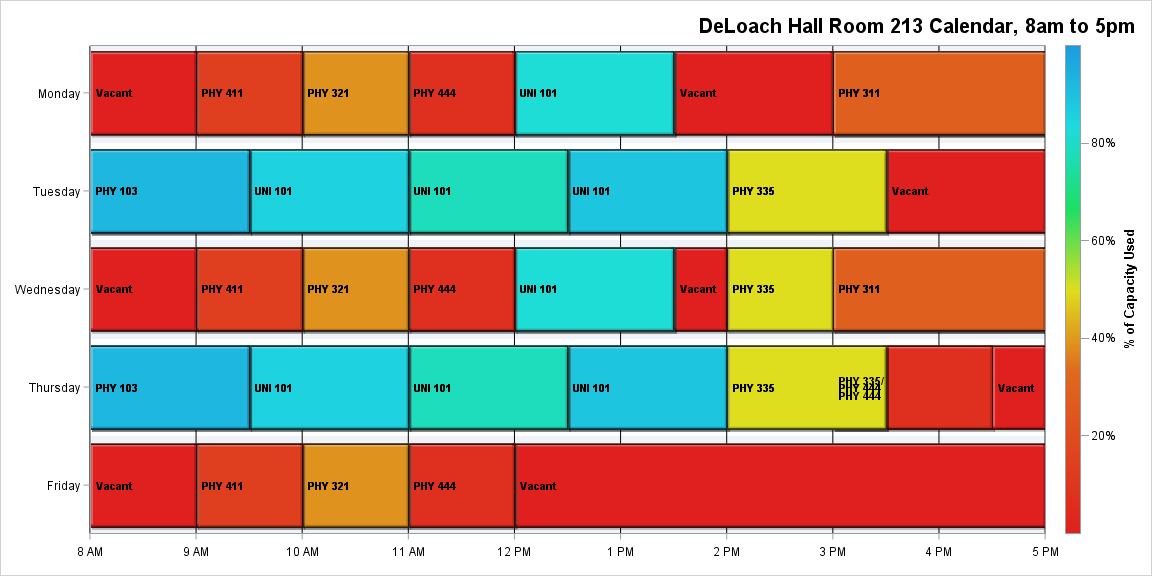 DeLoach Hall Room 213 Calendar, 8am to 5pm
Monday
Vacant
PHY 411
PHY 321
PHY 444
UNI 101
Vacant
PHY 311
Tuesday
PHY 103
UNI 101
UNI 101
UNI 101
PHY 335
Vacant
Wednesday
Vacant
PHY 411
PHY 321
PHY 444
UNI 101
Vacant
PHY 335
PHY 311
Thursday
PHY 103
UNI 101
UNI 101
UNI 101
PHY 335
PHY 335/
PHY 444
PHY 444
Vacant
Friday
Vacant
PHY 411
PHY 321
PHY 444
Vacant
8 AM
9 AM
10 AM
11 AM
12 PM
1 PM
2 PM
3 PM
4 PM
5 PM
80%
60%
40%
20%
% of Capacity Used